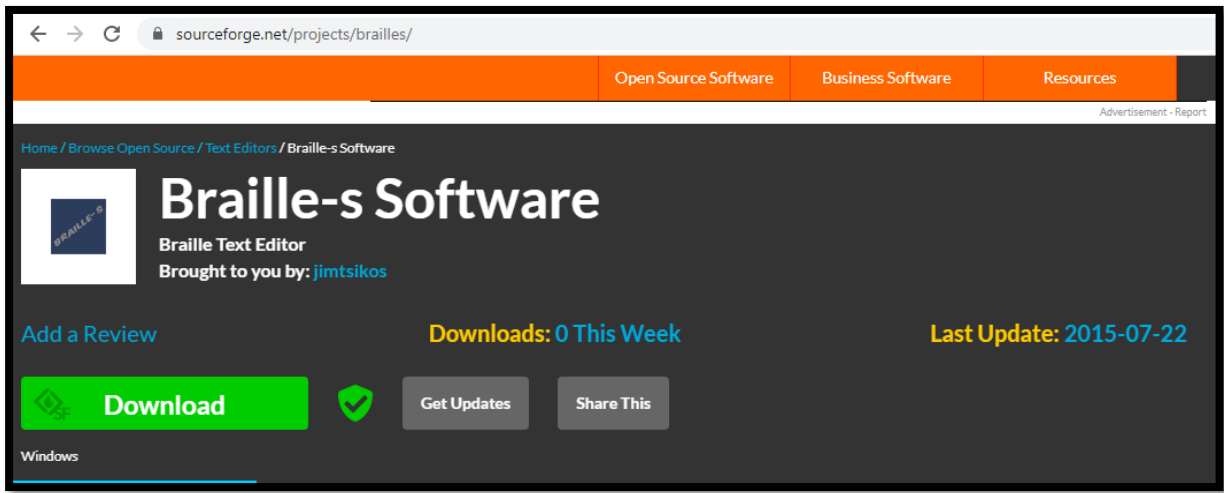 sourceforge.net/projects/brailles/
Open Source Software Business Software Resources
Advertisement - Report
Home / Browse Open Source / Text Editors / Braille-s Software
BRAILLE-S
Braille-s Software
Braille Text Editor
Brought to you by: jimtsikos
Add a Review Downloads: 0 This Week Last Update: 2015-07-22
SF Download Get Updates Share This
Windows